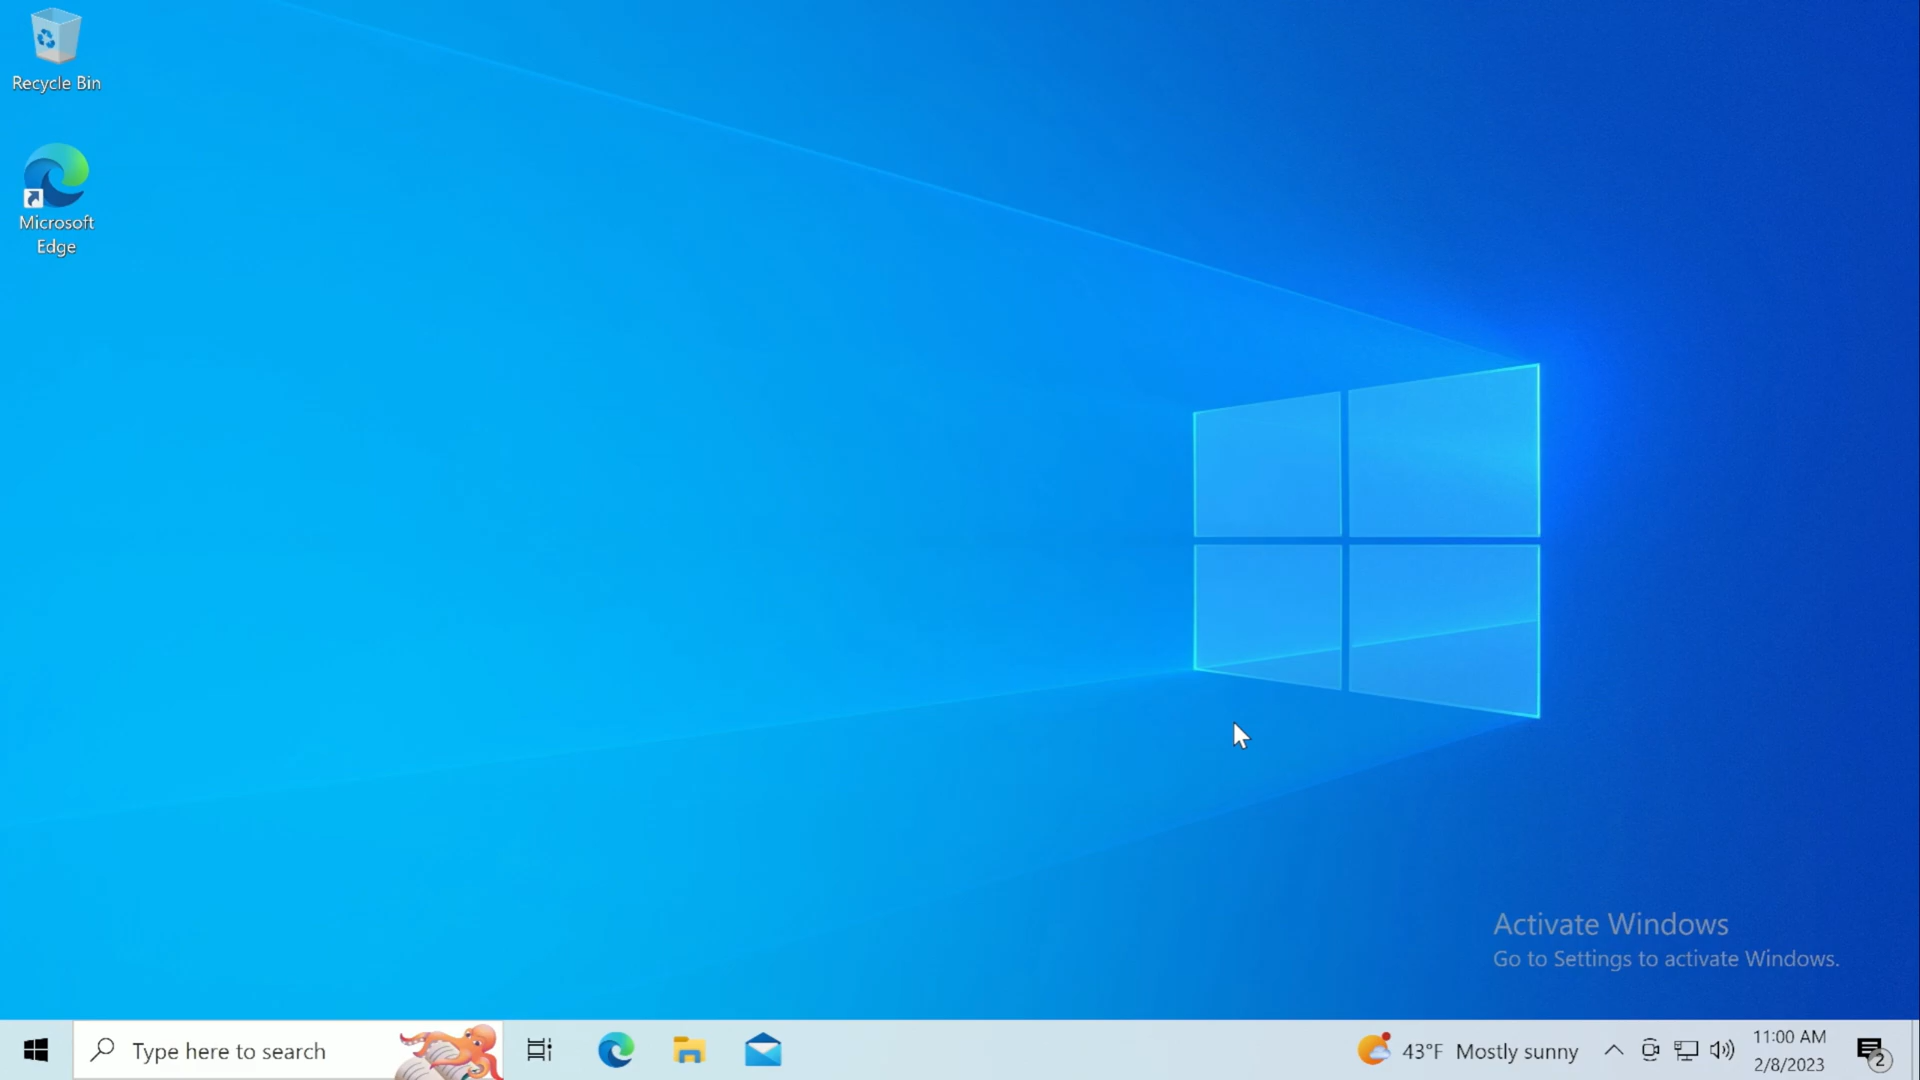 Recycle Bin
Microsoft
Edge
Activate Windows
Go to Settings to activate Windows.
Type here to search
43°F Mostly sunny
11:00 AM
2/8/2023
2